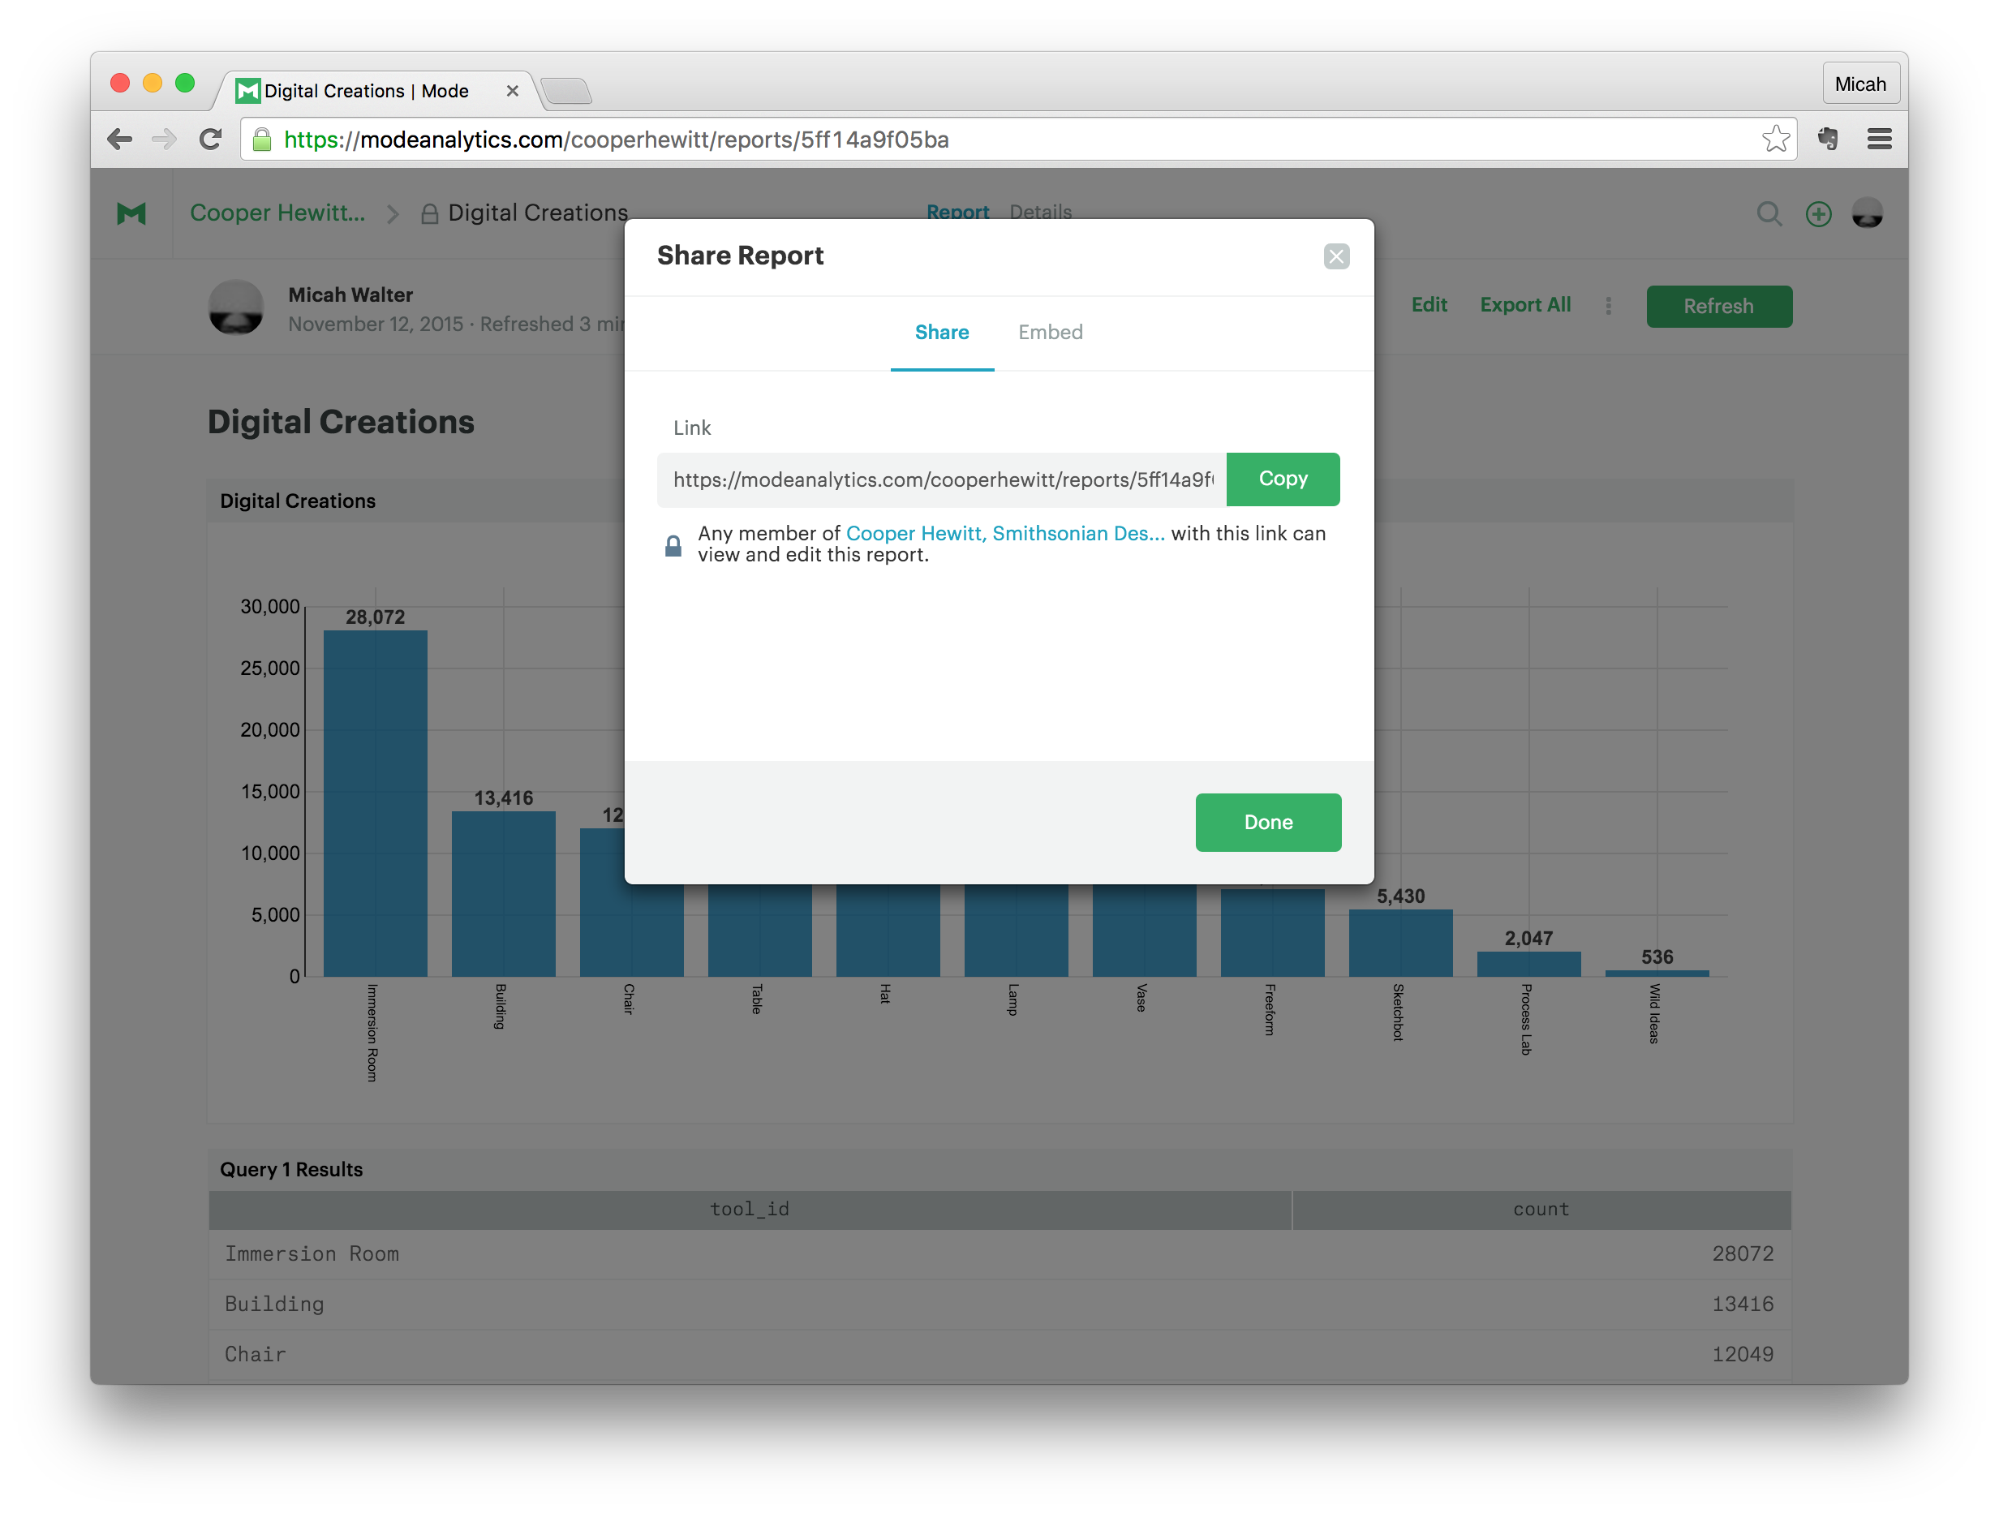 Digital Creations | Mode
Micah
https://modeanalytics.com/cooperhewitt/reports/5ff14a9f05ba
Cooper Hewitt...
Digital Creations
Report
Details
Micah Walter
November 12, 2015 · Refreshed 3
Edit
Export All
Refresh
Share Report
Share
Embed
Link
https://modeanalytics.com/cooperhewitt/reports/5ff14a9f
Copy
Any member of Cooper Hewitt, Smithsonian Des... with this link can
view and edit this report.
Done
Digital Creations
Digital Creations
30,000
25,000
20,000
15,000
10,000
5,000
0
28,072
13,416
12
5,430
2,047
536
Immersion Room
Building
Chair
Table
Hat
Lamp
Vase
Freeform
Sketchbot
Process Lab
Wild Ideas
Query 1 Results
tool_id count
Immersion Room 28072
Building 13416
Chair 12049